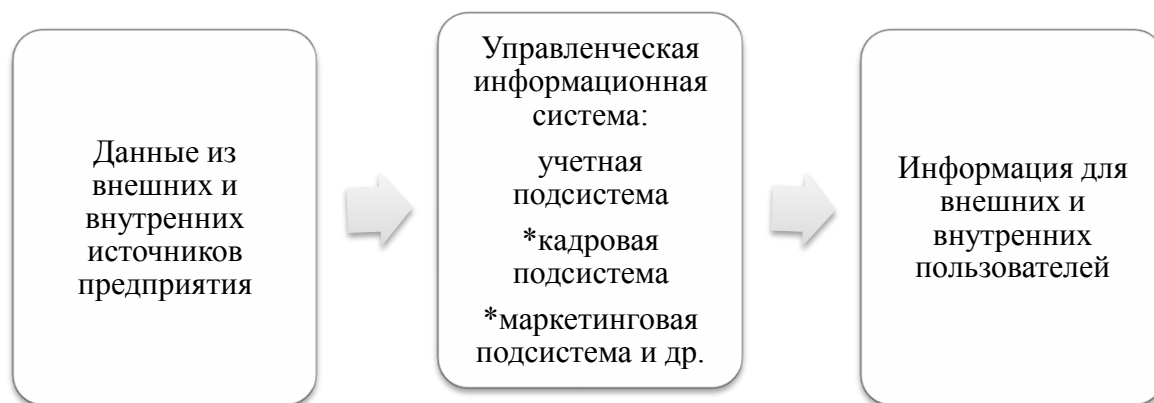 Данные из
внешних и
внутренних
источников
предприятия
Управленческая
информационная
система:
учетная
подсистема
*кадровая
подсистема
*маркетинговая
подсистема и др.
Информация для
внешних и
внутренних
пользователей